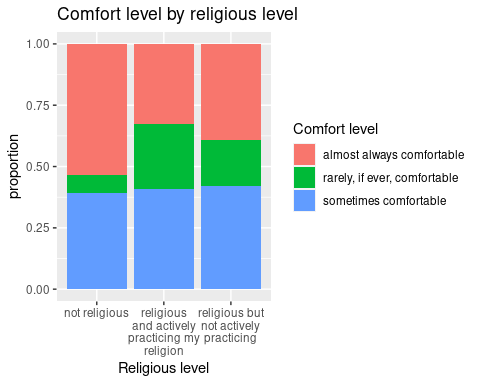 Comfort level by religious level
1.00
0.75
0.50
0.25
0.00
proportion
not religious
religious
and actively
practicing my
religion
religious but
not actively
practicing
Religious level
Comfort level
almost always comfortable
rarely, if ever, comfortable
sometimes comfortable